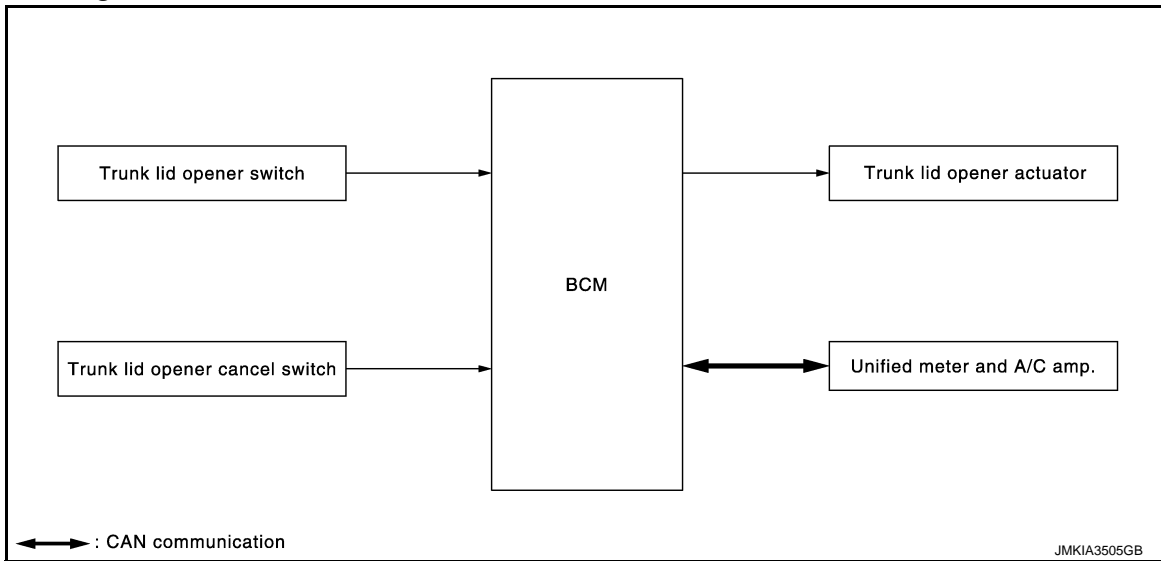 Trunk lid opener switch
Trunk lid opener actuator
BCM
Trunk lid opener cancel switch
Unified meter and A/C amp.
: CAN communication
JMKIA3505GB